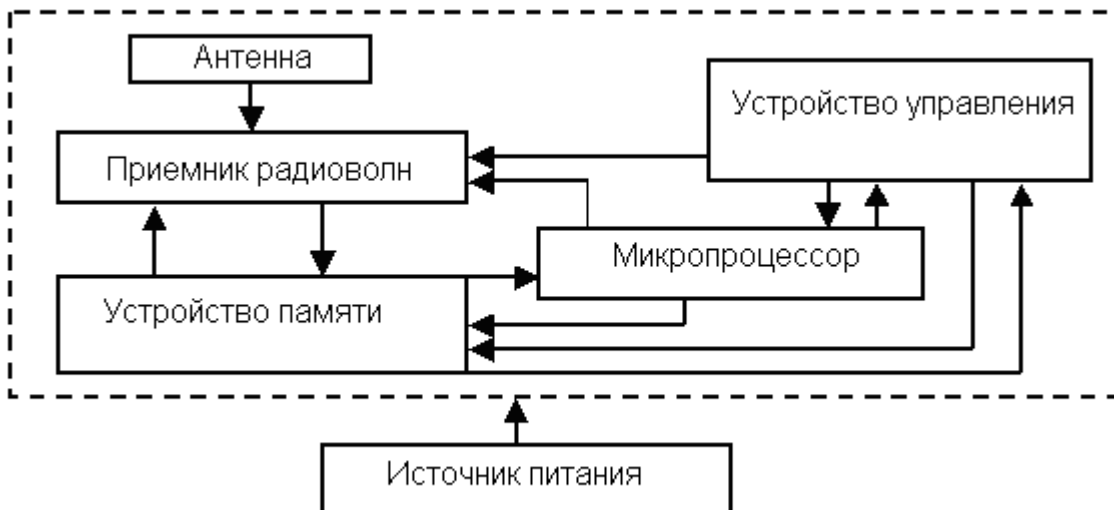 Антенна
Устройство управления
Приемник радиоволн
Микропроцессор
Устройство памяти
Источник питания